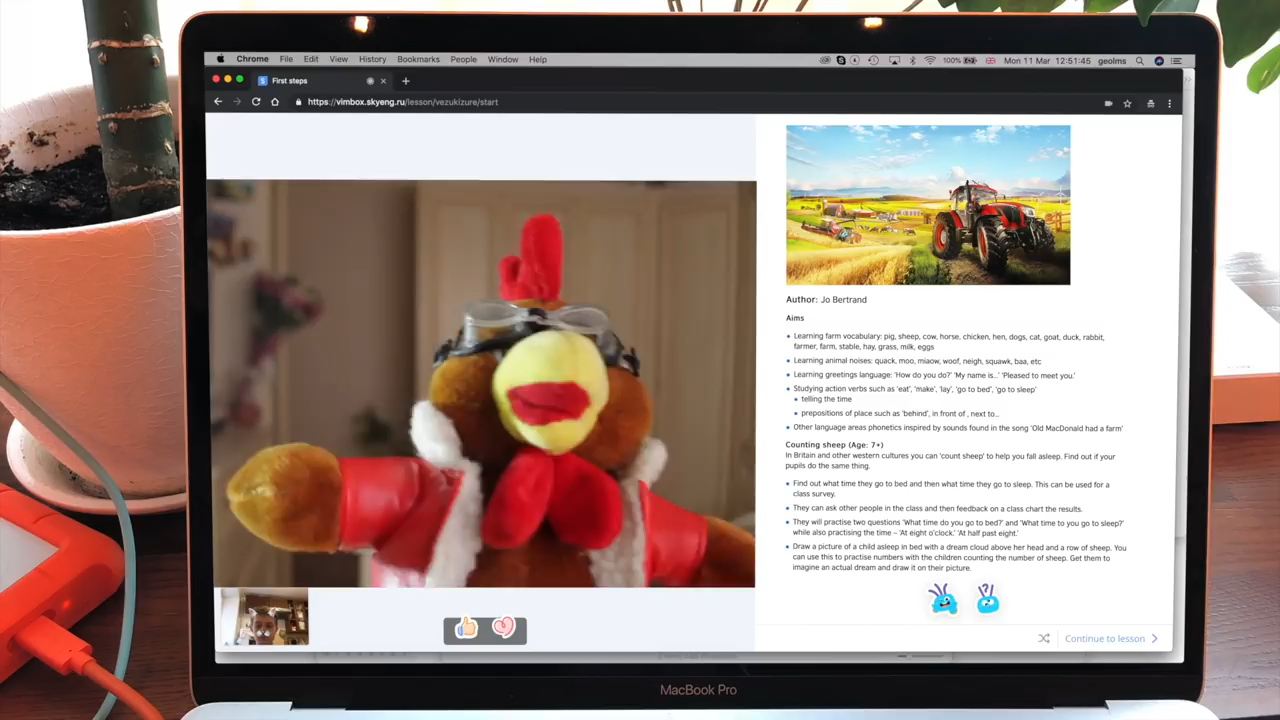 Chrome File Edit View History Bookmarks People Window Help
100% Mon 11 Mar 12:51:45 geolms
First steps
https://vimbox.skyeng.ru/lesson/vezukizure/start
Author: Jo Bertrand
Aims
Learning farm vocabulary: pig, sheep, cow, horse, chicken, hen, dogs, cat, goat, duck, rabbit,
farmer, farm, stable, hay, grass, milk, eggs
Learning animal noises: quack, moo, miaow, woof, neigh, squawk, baa, etc
Learning greetings language: 'How do you do?' 'My name is..' 'Pleased to meet you.'
Studying action verbs such as 'eat', 'make', 'lay', 'go to bed', 'go to sleep'
telling the time
prepositions of place such as 'behind', in front of , next to...
Other language areas phonetics inspired by sounds found in the song 'Old MacDonald had a farm'
Counting sheep (Age: 7+)
In Britain and other western cultures you can 'count sheep' to help you fall asleep. Find out if your
pupils do the same thing.
Find out what time they go to bed and then what time they go to sleep. This can be used for a
class survey.
They can ask other people in the class and then feedback on a class chart the results.
They will practise two questions 'What time do you go to bed?' and 'What time to you go to sleep?'
while also practising the time – 'At eight o'clock.' 'At half past eight.'
Draw a picture of a child asleep in bed with a dream cloud above her head and a row of sheep. You
can use this to practise numbers with the children counting the number of sheep. Get them to
imagine an actual dream and draw it on their picture.
Continue to lesson
MacBook Pro